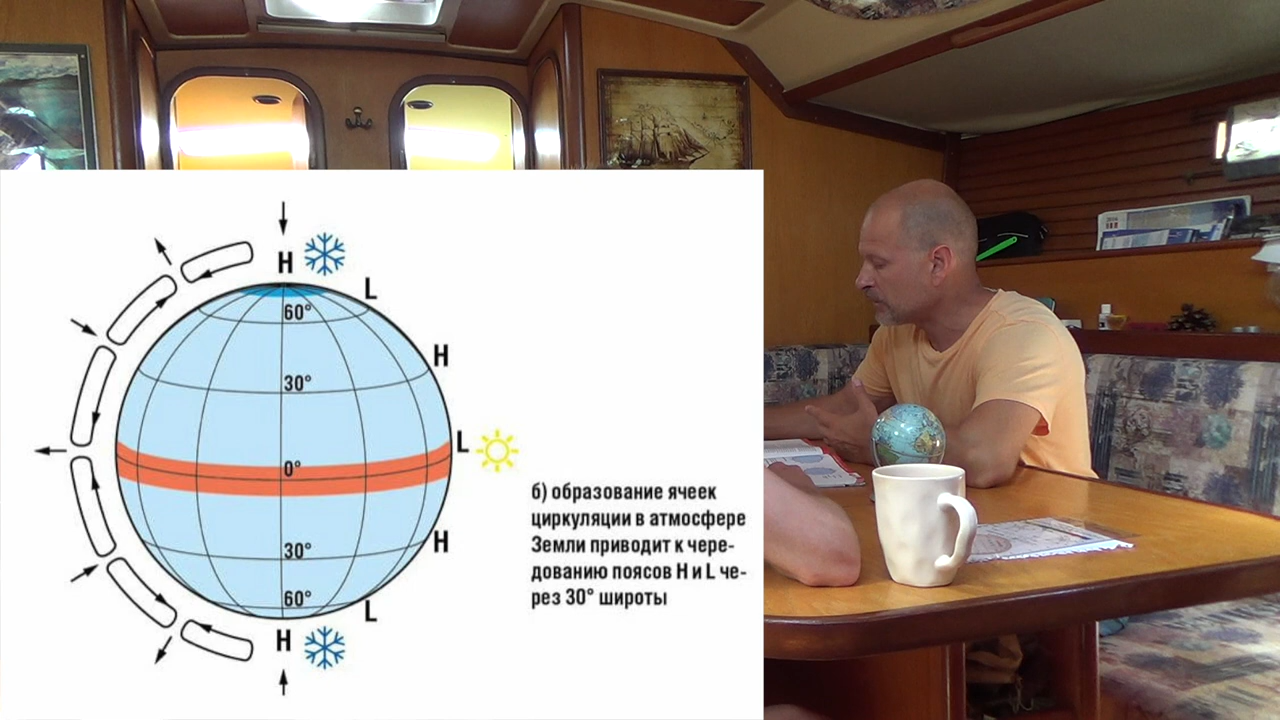 H
L
60°
H
30°
L
0°
H
30°
60°
L
H
б) образование ячеек
циркуляции в атмосфере
Земли приводит к чере-
дованию поясов H и L че-
рез 30° широты